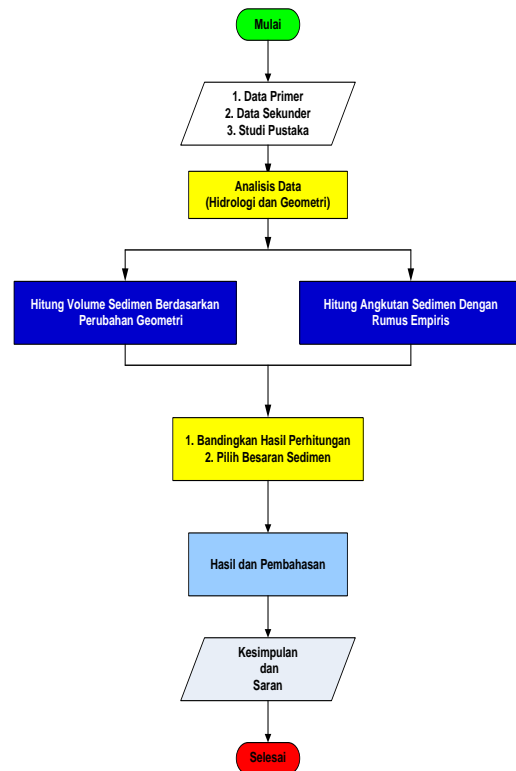 Mulai
1. Data Primer
2. Data Sekunder
3. Studi Pustaka
Analisis Data
(Hidrologi dan Geometri)
Hitung Volume Sedimen Berdasarkan
Perubahan Geometri
Hitung Angkutan Sedimen Dengan
Rumus Empiris
1. Bandingkan Hasil Perhitungan
2. Pilih Besaran Sedimen
Hasil dan Pembahasan
Kesimpulan
dan
Saran
Selesai